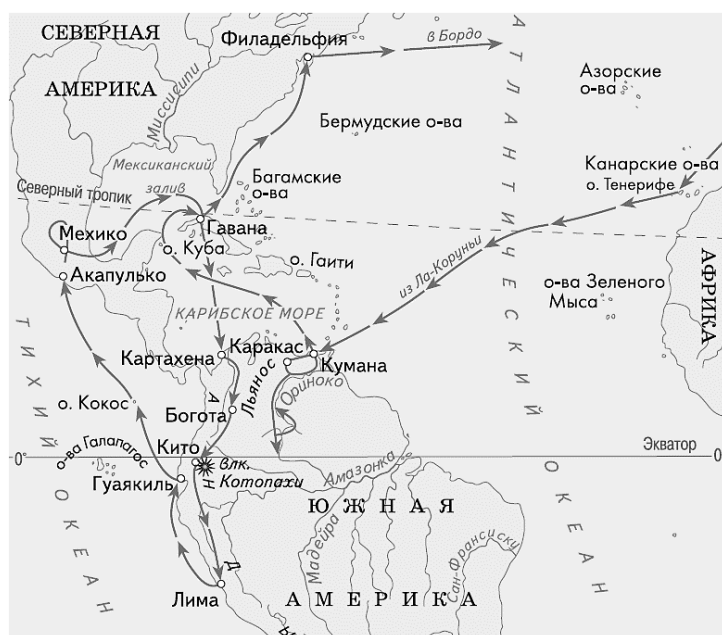 СЕВЕРНАЯ
АМЕРИКА
Филадельфия
в Бордо
АТЛАНТИЧЕСКИЙ
ОКЕАН
Азорские
о-ва
Миссисипи
Бермудские о-ва
Мексиканский
залив
Багамские
о-ва
Канарские о-ва
о. Тенерифе
Северный тропик
Мехико
Гавана
о. Куба
о. Гаити
Акапулько
из Ла-Коруньи
о-ва Зеленого
Мыса
АФРИКА
КАРИБСКОЕ МОРЕ
ТИХИЙ
ОКЕАН
Картахена
Каракас
Кумана
Льянос
Ориноко
Богота
о. Кокос
АНД
о-ва Галапагос
Кито
влк.
Котопахи
0°
Экватор
0
Гуаякиль
Амазонка
ЮЖНАЯ
АМЕРИКА
Мадейра
Сан-Франсиску
Лима